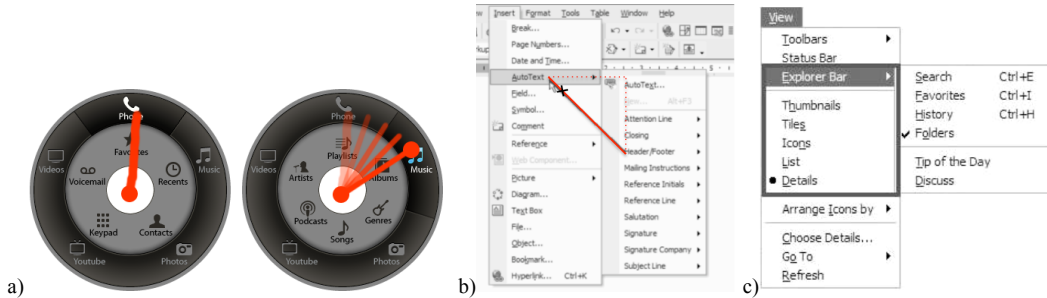 a)
Phone
Favorites
Videos
Music
Voicemail
Recents
Keypad
Contacts
Youtube
Photos
Phone
Playlists
Videos
Artists
Albums
Music
Podcasts
Genres
Songs
Youtube
Photos
b)
Insert Format Tools Table Window Help
Break...
Page Numbers...
Date and Time...
AutoText
Field...
Symbol...
Comment
Reference
Web Component...
Picture
Diagram...
Text Box
File...
Object...
Bookmark...
Hyperlink... Ctrl+K
AutoText...
New... Alt+F3
Attention Line
Closing
Header/Footer
Mailing Instructions
Reference Initials
Reference Line
Salutation
Signature
Signature Company
Subject Line
c)
View
Toolbars
Status Bar
Explorer Bar
Thumbnails
Tiles
Icons
List
Details
Arrange Icons by
Choose Details...
Go To
Refresh
Search Ctrl+E
Favorites Ctrl+I
History Ctrl+H
Folders
Tip of the Day
Discuss